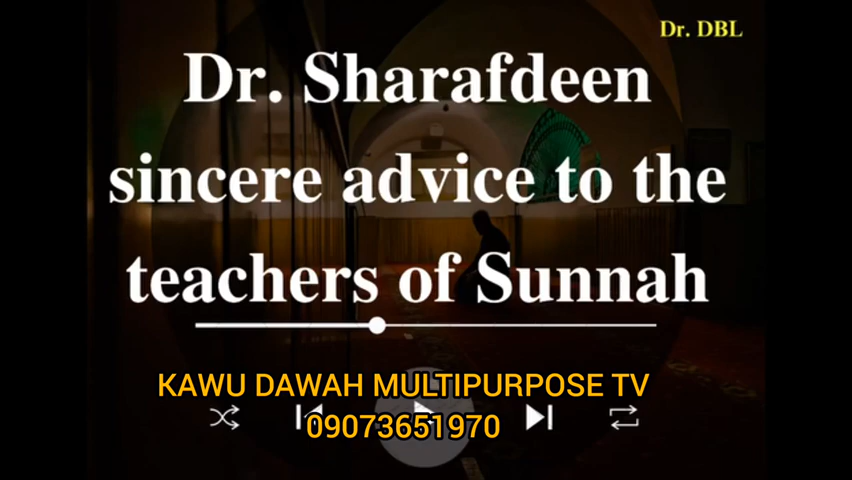 Dr. DBL
Dr. Sharafdeen
sincere advice to the
teachers of Sunnah
KAWU DAWAH MULTIPURPOSE TV
09073651970